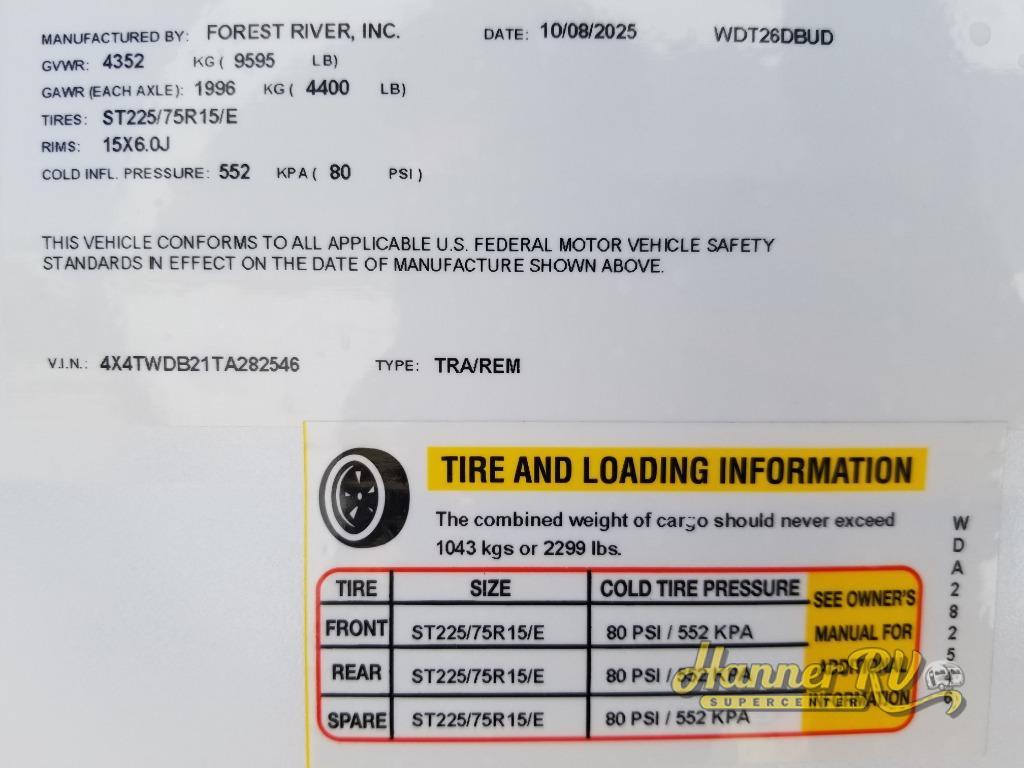 MANUFACTURED BY: FOREST RIVER, INC. DATE: 10/08/2025 WDT26DBUD
GVWR: 4352 KG ( 9595 LB)
GAWR (EACH AXLE): 1996 KG ( 4400 LB)
TIRES: ST225/75R15/E
RIMS: 15X6.0J
COLD INFL. PRESSURE: 552 KPA ( 80 PSI )
THIS VEHICLE CONFORMS TO ALL APPLICABLE U.S. FEDERAL MOTOR VEHICLE SAFETY
STANDARDS IN EFFECT ON THE DATE OF MANUFACTURE SHOWN ABOVE.
V.I.N.: 4X4TWDB21TA282546 TYPE: TRA/REM
TIRE AND LOADING INFORMATION
The combined weight of cargo should never exceed
1043 kgs or 2299 lbs.
TIRE SIZE COLD TIRE PRESSURE
FRONT ST225/75R15/E 80 PSI / 552 KPA
REAR ST225/75R15/E 80 PSI / 552 KPA
SPARE ST225/75R15/E 80 PSI / 552 KPA
SEE OWNER'S
MANUAL FOR
ADDITIONAL
INFORMATION
WDA282546
Hanner RV
SUPERCENTER